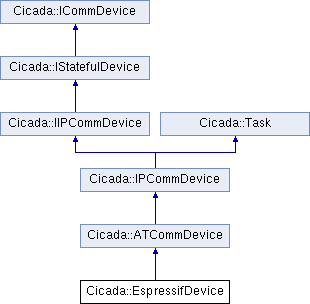 Cicada::ICommDevice
Cicada::IStatefulDevice
Cicada::IIPCommDevice
Cicada::Task
Cicada::IPCommDevice
Cicada::ATCommDevice
Cicada::EspressifDevice